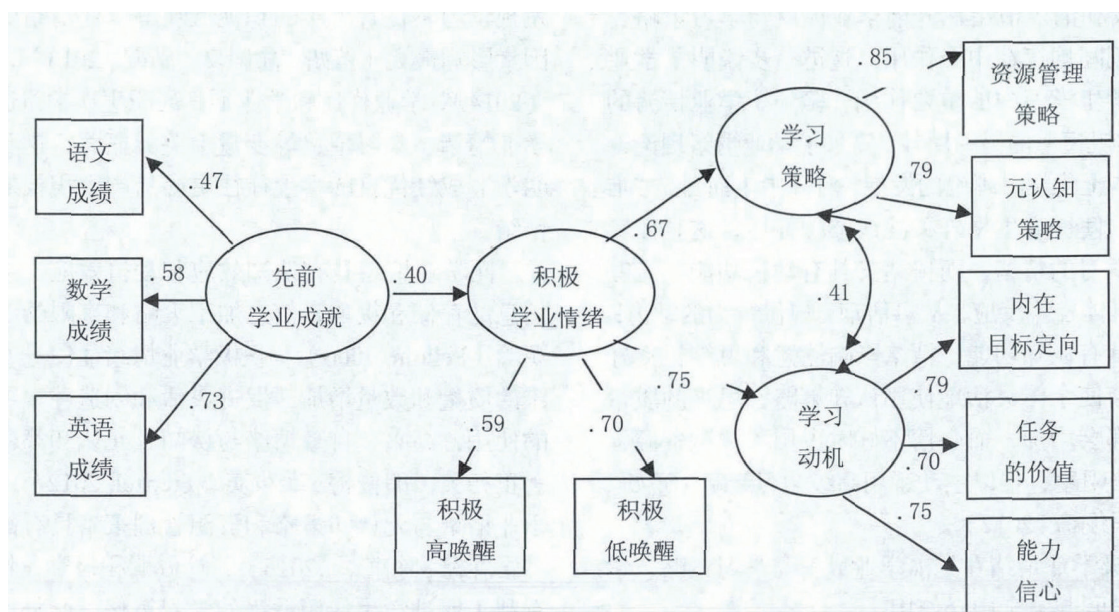 .85
资源管理
策略
学习
策略
.79
元认知
策略
语文
成绩
.47
.67
数学
成绩
.58
先前
学业成就
.40
积极
学业情绪
.41
内在
目标定向
.79
英语
成绩
.73
.75
学习
动机
.70
任务
的价值
.59
.70
积极
高唤醒
积极
低唤醒
.75
能力
信心